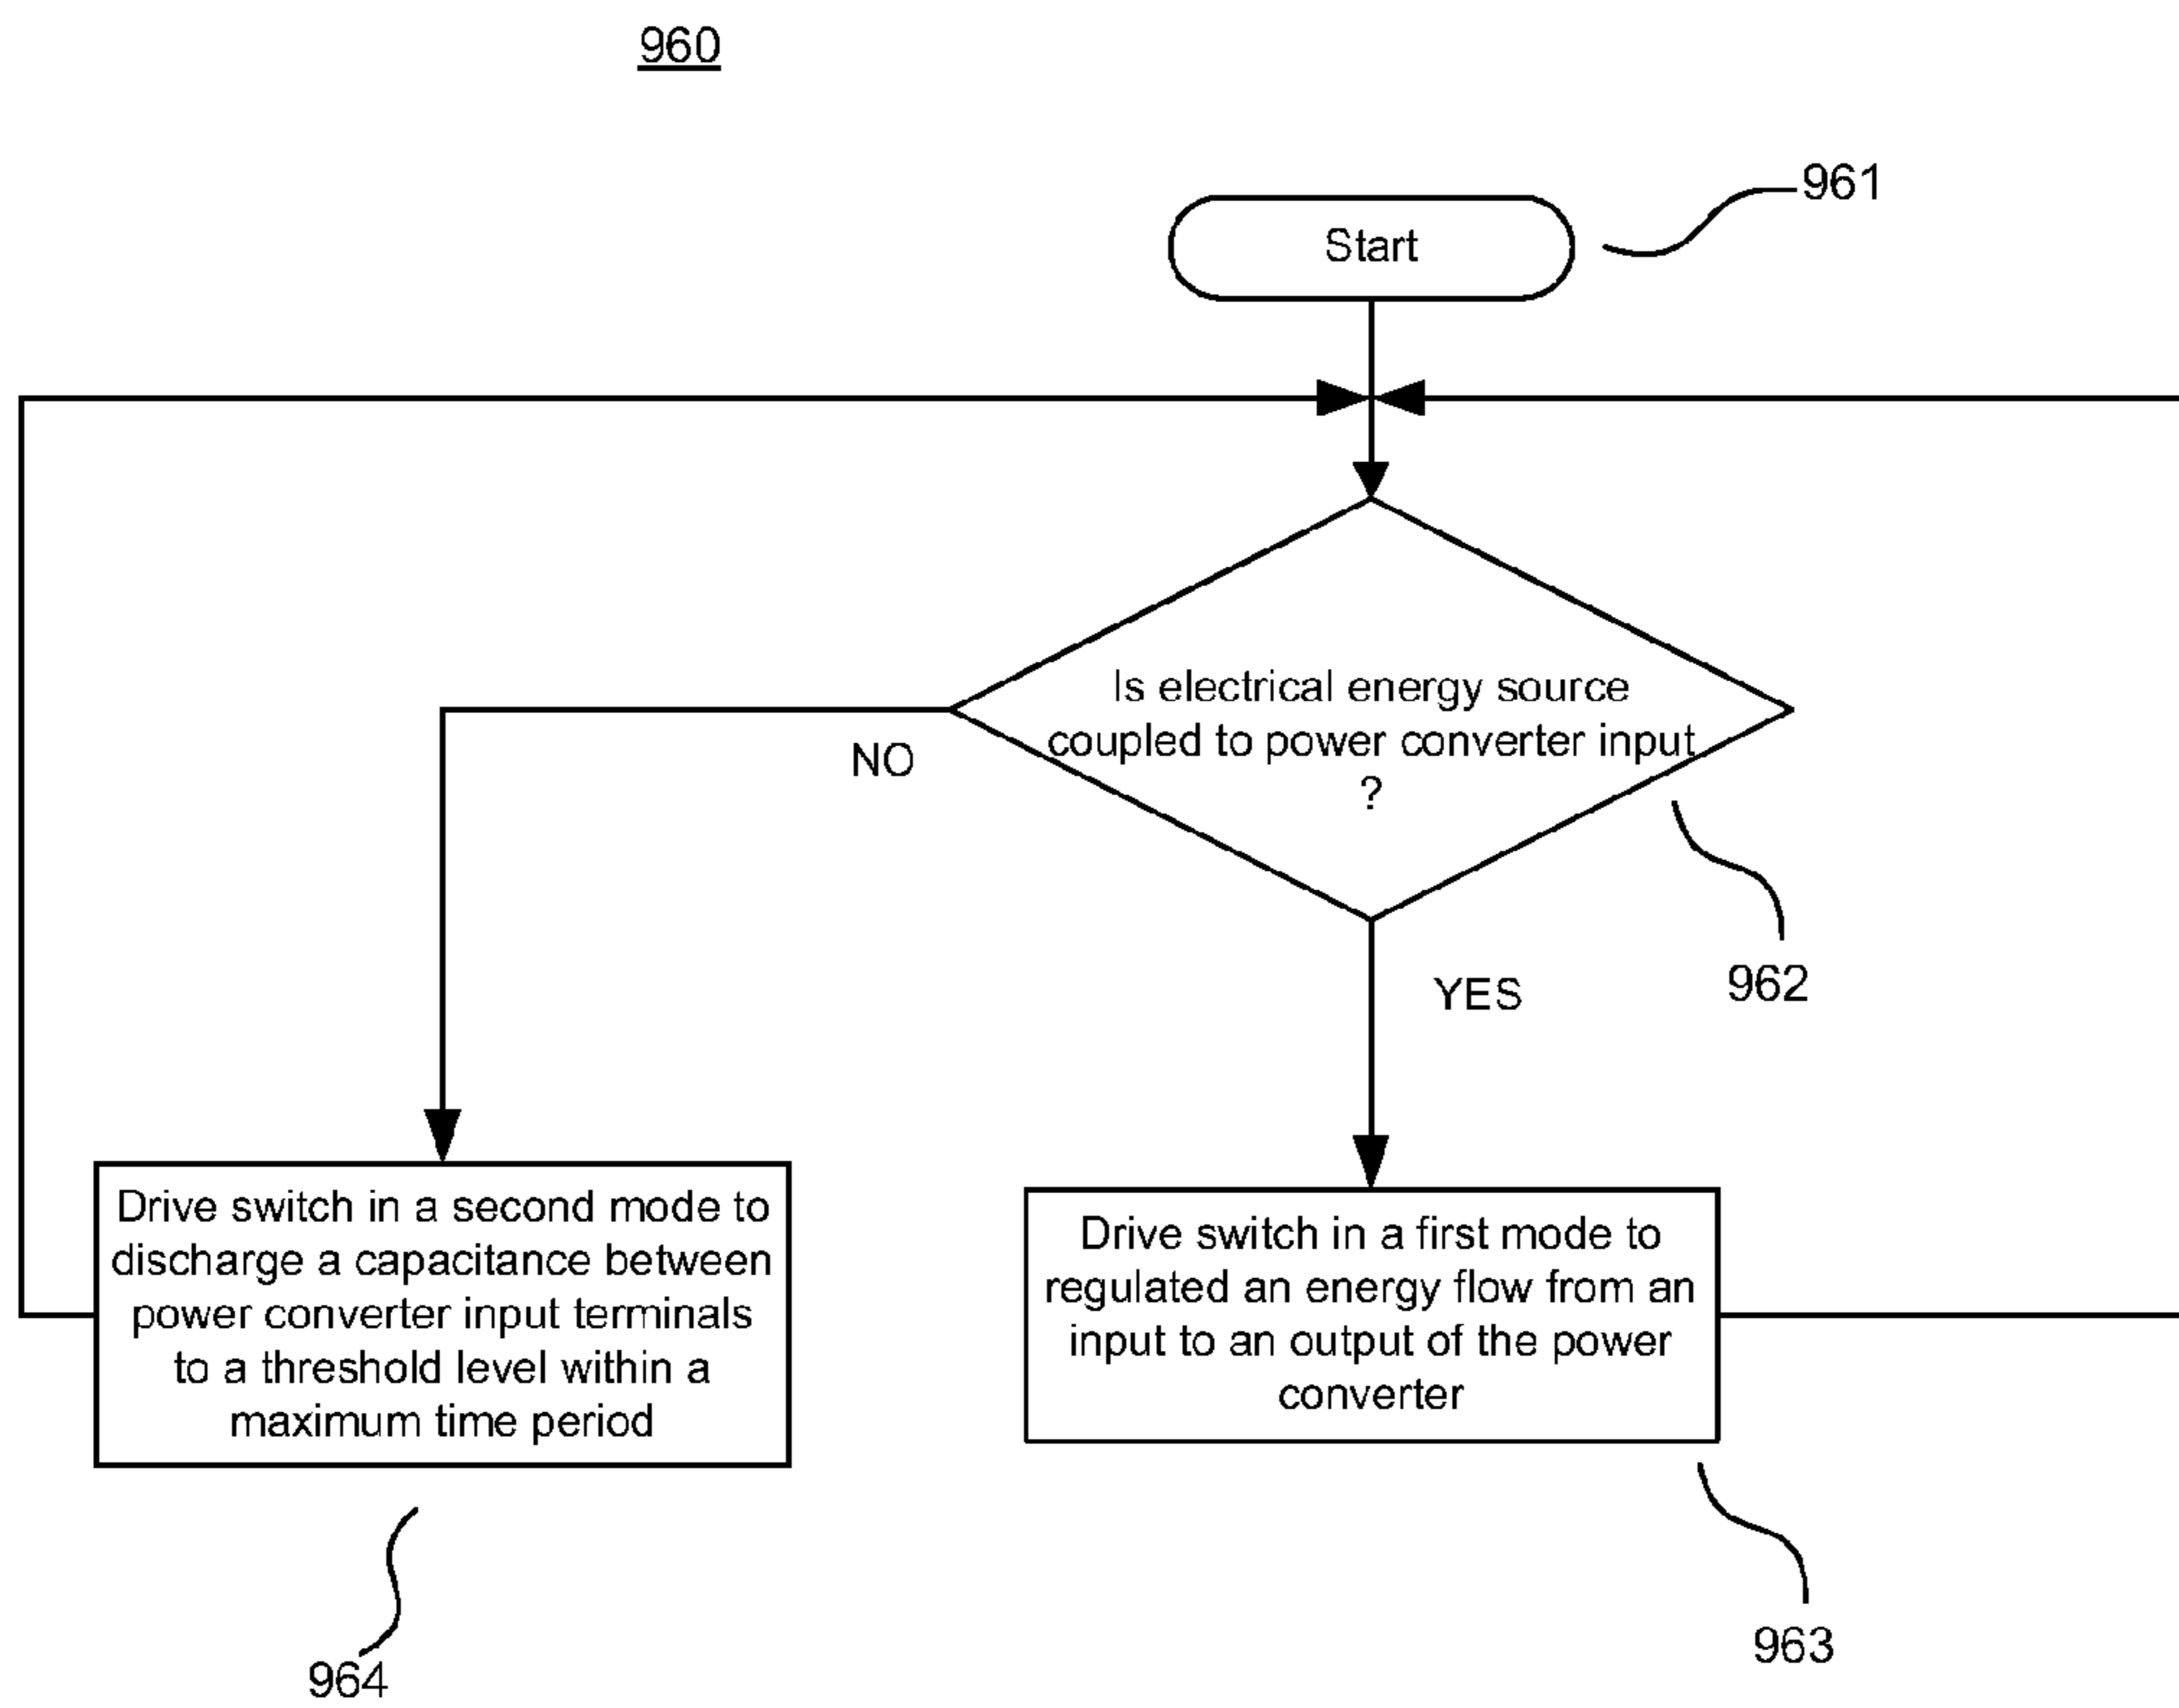 960
961
Start
Is electrical energy source
coupled to power converter input
?
NO
962
YES
Drive switch in a second mode to
discharge a capacitance between
power converter input terminals
to a threshold level within a
maximum time period
Drive switch in a first mode to
regulated an energy flow from an
input to an output of the power
converter
963
964